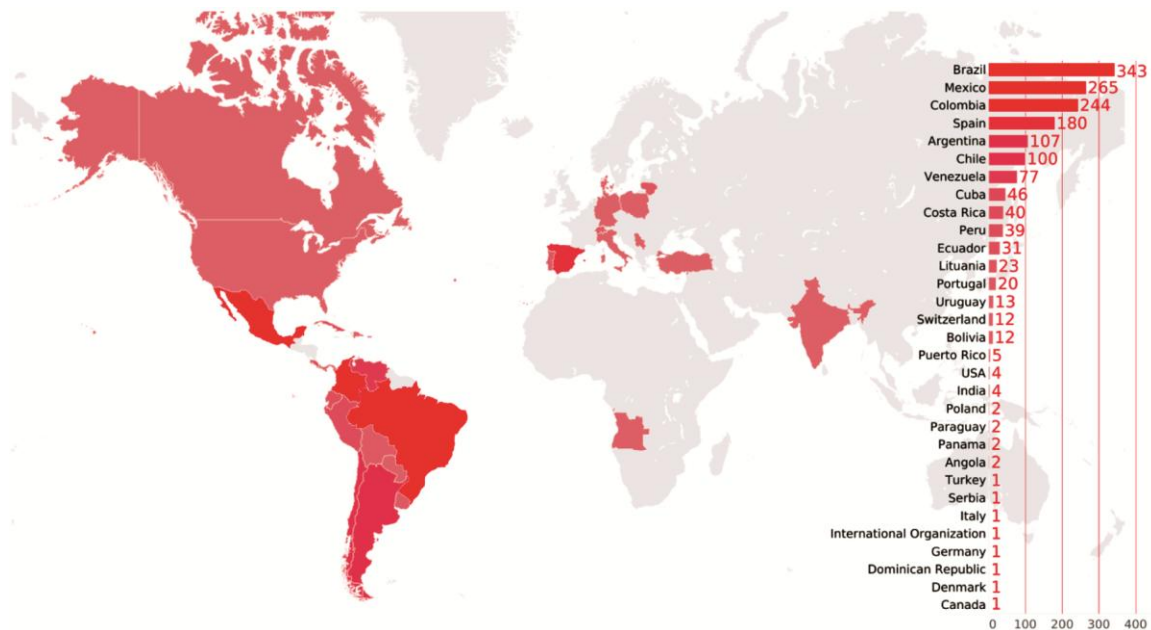 Brazil 343
Mexico 265
Colombia 244
Spain 180
Argentina 107
Chile 100
Venezuela 77
Cuba 46
Costa Rica 40
Peru 39
Ecuador 31
Lituania 23
Portugal 20
Uruguay 13
Switzerland 12
Bolivia 12
Puerto Rico 5
USA 4
India 4
Poland 2
Paraguay 2
Panama 2
Angola 2
Turkey 1
Serbia 1
Italy 1
International Organization 1
Germany 1
Dominican Republic 1
Denmark 1
Canada 1
0 100 200 300 400